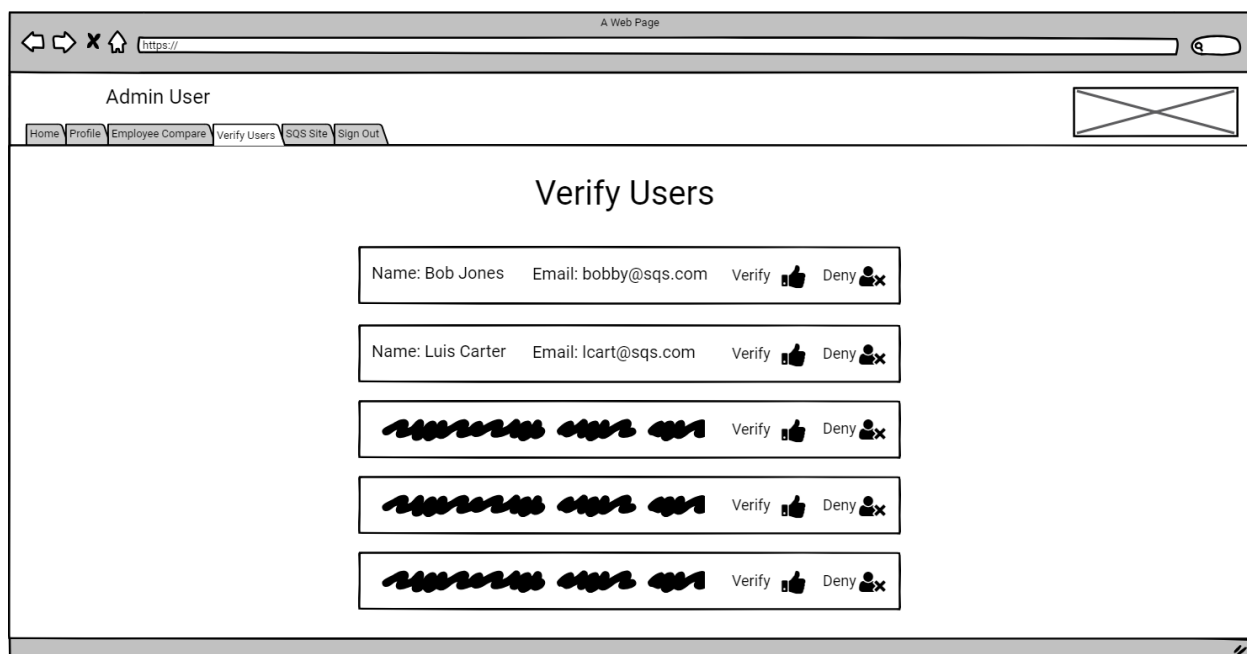 A Web Page
https://
Admin User
Home Profile Employee Compare Verify Users SQS Site Sign Out
Verify Users
Name: Bob Jones Email: bobby@sqs.com Verify Deny
Name: Luis Carter Email: lcart@sqs.com Verify Deny
Verify Deny
Verify Deny
Verify Deny